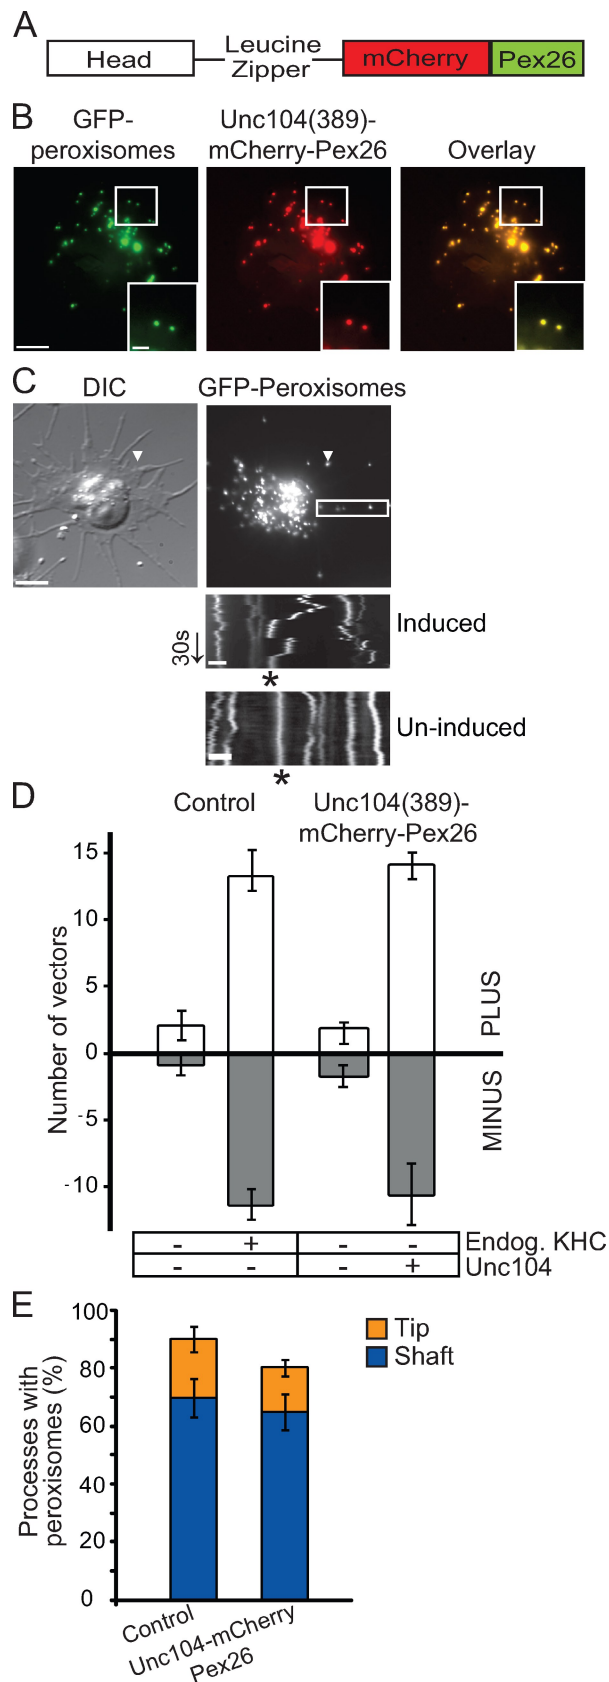 A
Head
Leucine
Zipper
mCherry
Pex26
B
GFP-
peroxisomes
Unc104(389)-
mCherry-Pex26
Overlay
C
DIC
GFP-Peroxisomes
30s
Induced
*
Un-induced
*
D
Control
Unc104(389)-
mCherry-Pex26
Number of vectors
15
10
5
0
-5
-10
PLUS
MINUS
- + - - Endog. KHC
- - - + Unc104
E
Processes with
peroxisomes (%)
100
80
60
40
20
0
Tip
Shaft
Control
Unc104-mCherry
Pex26